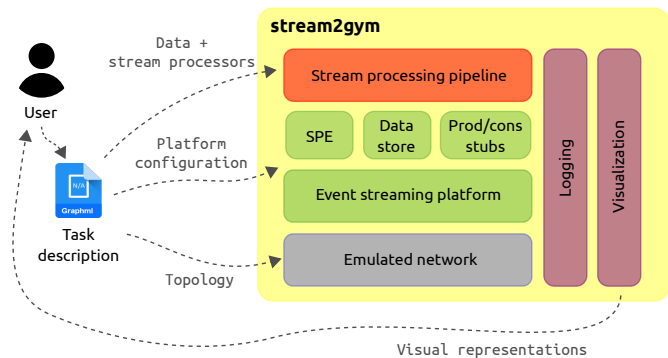 stream2gym
Data +
stream processors
Stream processing pipeline
User
Platform
configuration
SPE
Data
store
Prod/cons
stubs
Logging
Visualization
N/A
Graphml
Event streaming platform
Task
description
Topology
Emulated network
Visual representations